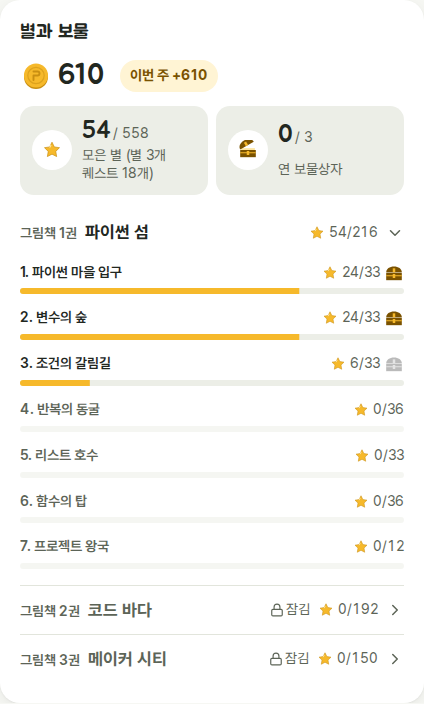 별과 보물
610 이번 주 +610
54 / 558
모은 별 (별 3개
퀘스트 18개)
0 / 3
연 보물상자
그림책 1권 파이썬 섬 54/216
1. 파이썬 마을 입구 24/33
2. 변수의 숲 24/33
3. 조건의 갈림길 6/33
4. 반복의 동굴 0/36
5. 리스트 호수 0/33
6. 함수의 탑 0/36
7. 프로젝트 왕국 0/12
그림책 2권 코드 바다 잠김 0/192
그림책 3권 메이커 시티 잠김 0/150